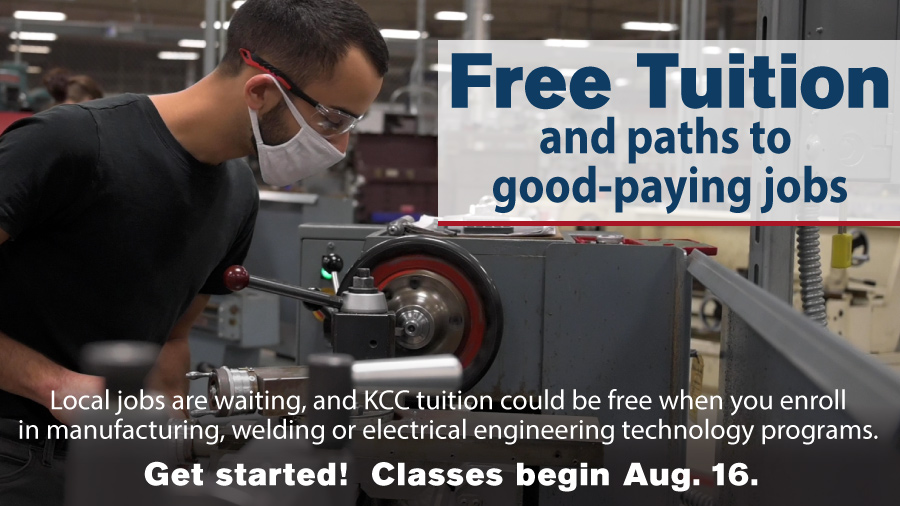 Free Tuition
and paths to
good-paying jobs
Local jobs are waiting, and KCC tuition could be free when you enroll
in manufacturing, welding or electrical engineering technology programs.
Get started!  Classes begin Aug. 16.